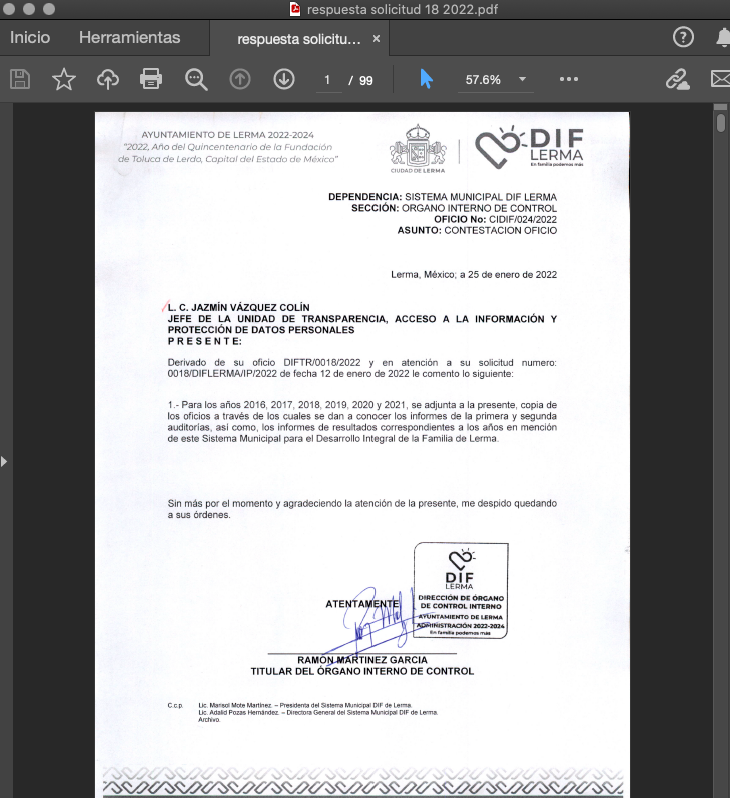 respuesta solicitud 18 2022.pdf
Inicio
Herramientas
respuesta solicitu... ×
1 / 99
57.6%
AYUNTAMIENTO DE LERMA 2022-2024
“2022, Año del Quincentenario de la Fundación
de Toluca de Lerdo, Capital del Estado de México”
CIUDAD DE LERMA
DIF
LERMA
En familia podemos más
DEPENDENCIA: SISTEMA MUNICIPAL DIF LERMA
SECCIÓN: ORGANO INTERNO DE CONTROL
OFICIO No: CIDIF/024/2022
ASUNTO: CONTESTACION OFICIO
Lerma, México; a 25 de enero de 2022
L. C. JAZMÍN VÁZQUEZ COLÍN
JEFE DE LA UNIDAD DE TRANSPARENCIA, ACCESO A LA INFORMACIÓN Y
PROTECCIÓN DE DATOS PERSONALES
P R E S E N T E:
Derivado de su oficio DIFTR/0018/2022 y en atención a su solicitud numero:
0018/DIFLERMA/IP/2022 de fecha 12 de enero de 2022 le comento lo siguiente:
1.- Para los años 2016, 2017, 2018, 2019, 2020 y 2021, se adjunta a la presente, copia de
los oficios a través de los cuales se dan a conocer los informes de la primera y segunda
auditorías, así como, los informes de resultados correspondientes a los años en mención
de este Sistema Municipal para el Desarrollo Integral de la Familia de Lerma.
Sin más por el momento y agradeciendo la atención de la presente, me despido quedando
a sus órdenes.
DIF
LERMA
DIRECCIÓN DE ÓRGANO
DE CONTROL INTERNO
AYUNTAMIENTO DE LERMA
ADMINISTRACIÓN 2022-2024
En familia podemos más
ATENTAMENTE
RAMON MARTINEZ GARCIA
TITULAR DEL ÓRGANO INTERNO DE CONTROL
C.c.p. Lic. Marisol Mote Martínez. – Presidenta del Sistema Municipal IDIF de Lerma.
Lic. Adalid Pozas Hernández. – Directora General del Sistema Municipal DIF de Lerma.
Archivo.